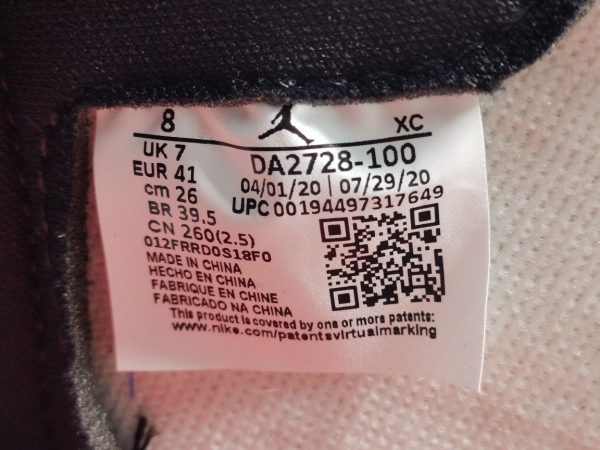 8 XC
UK 7 DA2728-100
EUR 41 04/01/20 | 07/29/20
cm 26 UPC 00194497317649
BR 39.5
CN 260(2.5)
012FRRD0S18F0
MADE IN CHINA
HECHO EN CHINA
FABRIQUE EN CHINE
FABRICADO NA CHINA
This product is covered by one or more patents:
www.nike.com/patentsvirtualmarking